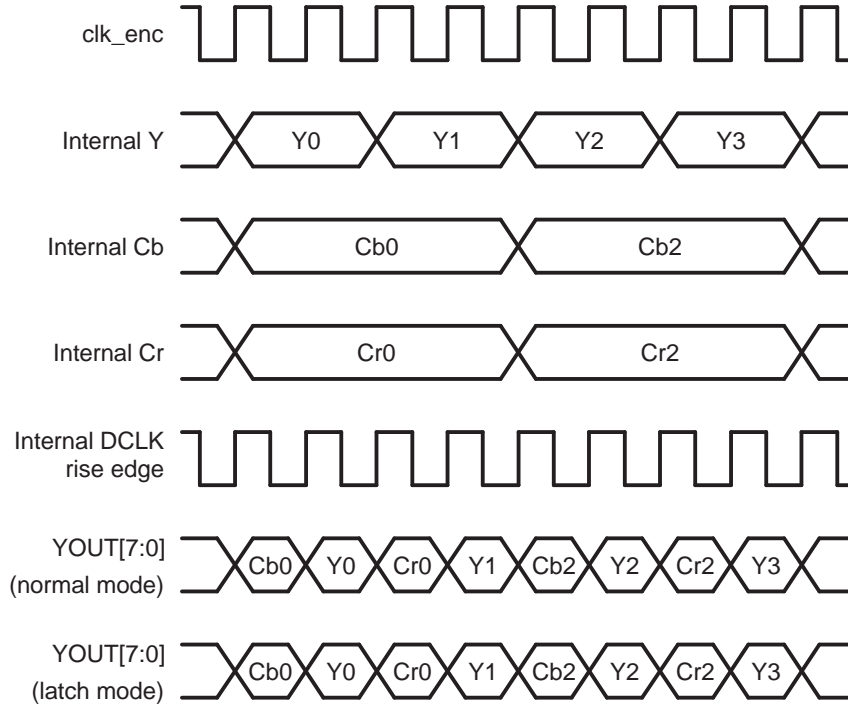 clk_enc
Internal Y
Y0 Y1 Y2 Y3
Internal Cb
Cb0 Cb2
Internal Cr
Cr0 Cr2
Internal DCLK
rise edge
YOUT[7:0]
(normal mode)
Cb0 Y0 Cr0 Y1 Cb2 Y2 Cr2 Y3
YOUT[7:0]
(latch mode)
Cb0 Y0 Cr0 Y1 Cb2 Y2 Cr2 Y3